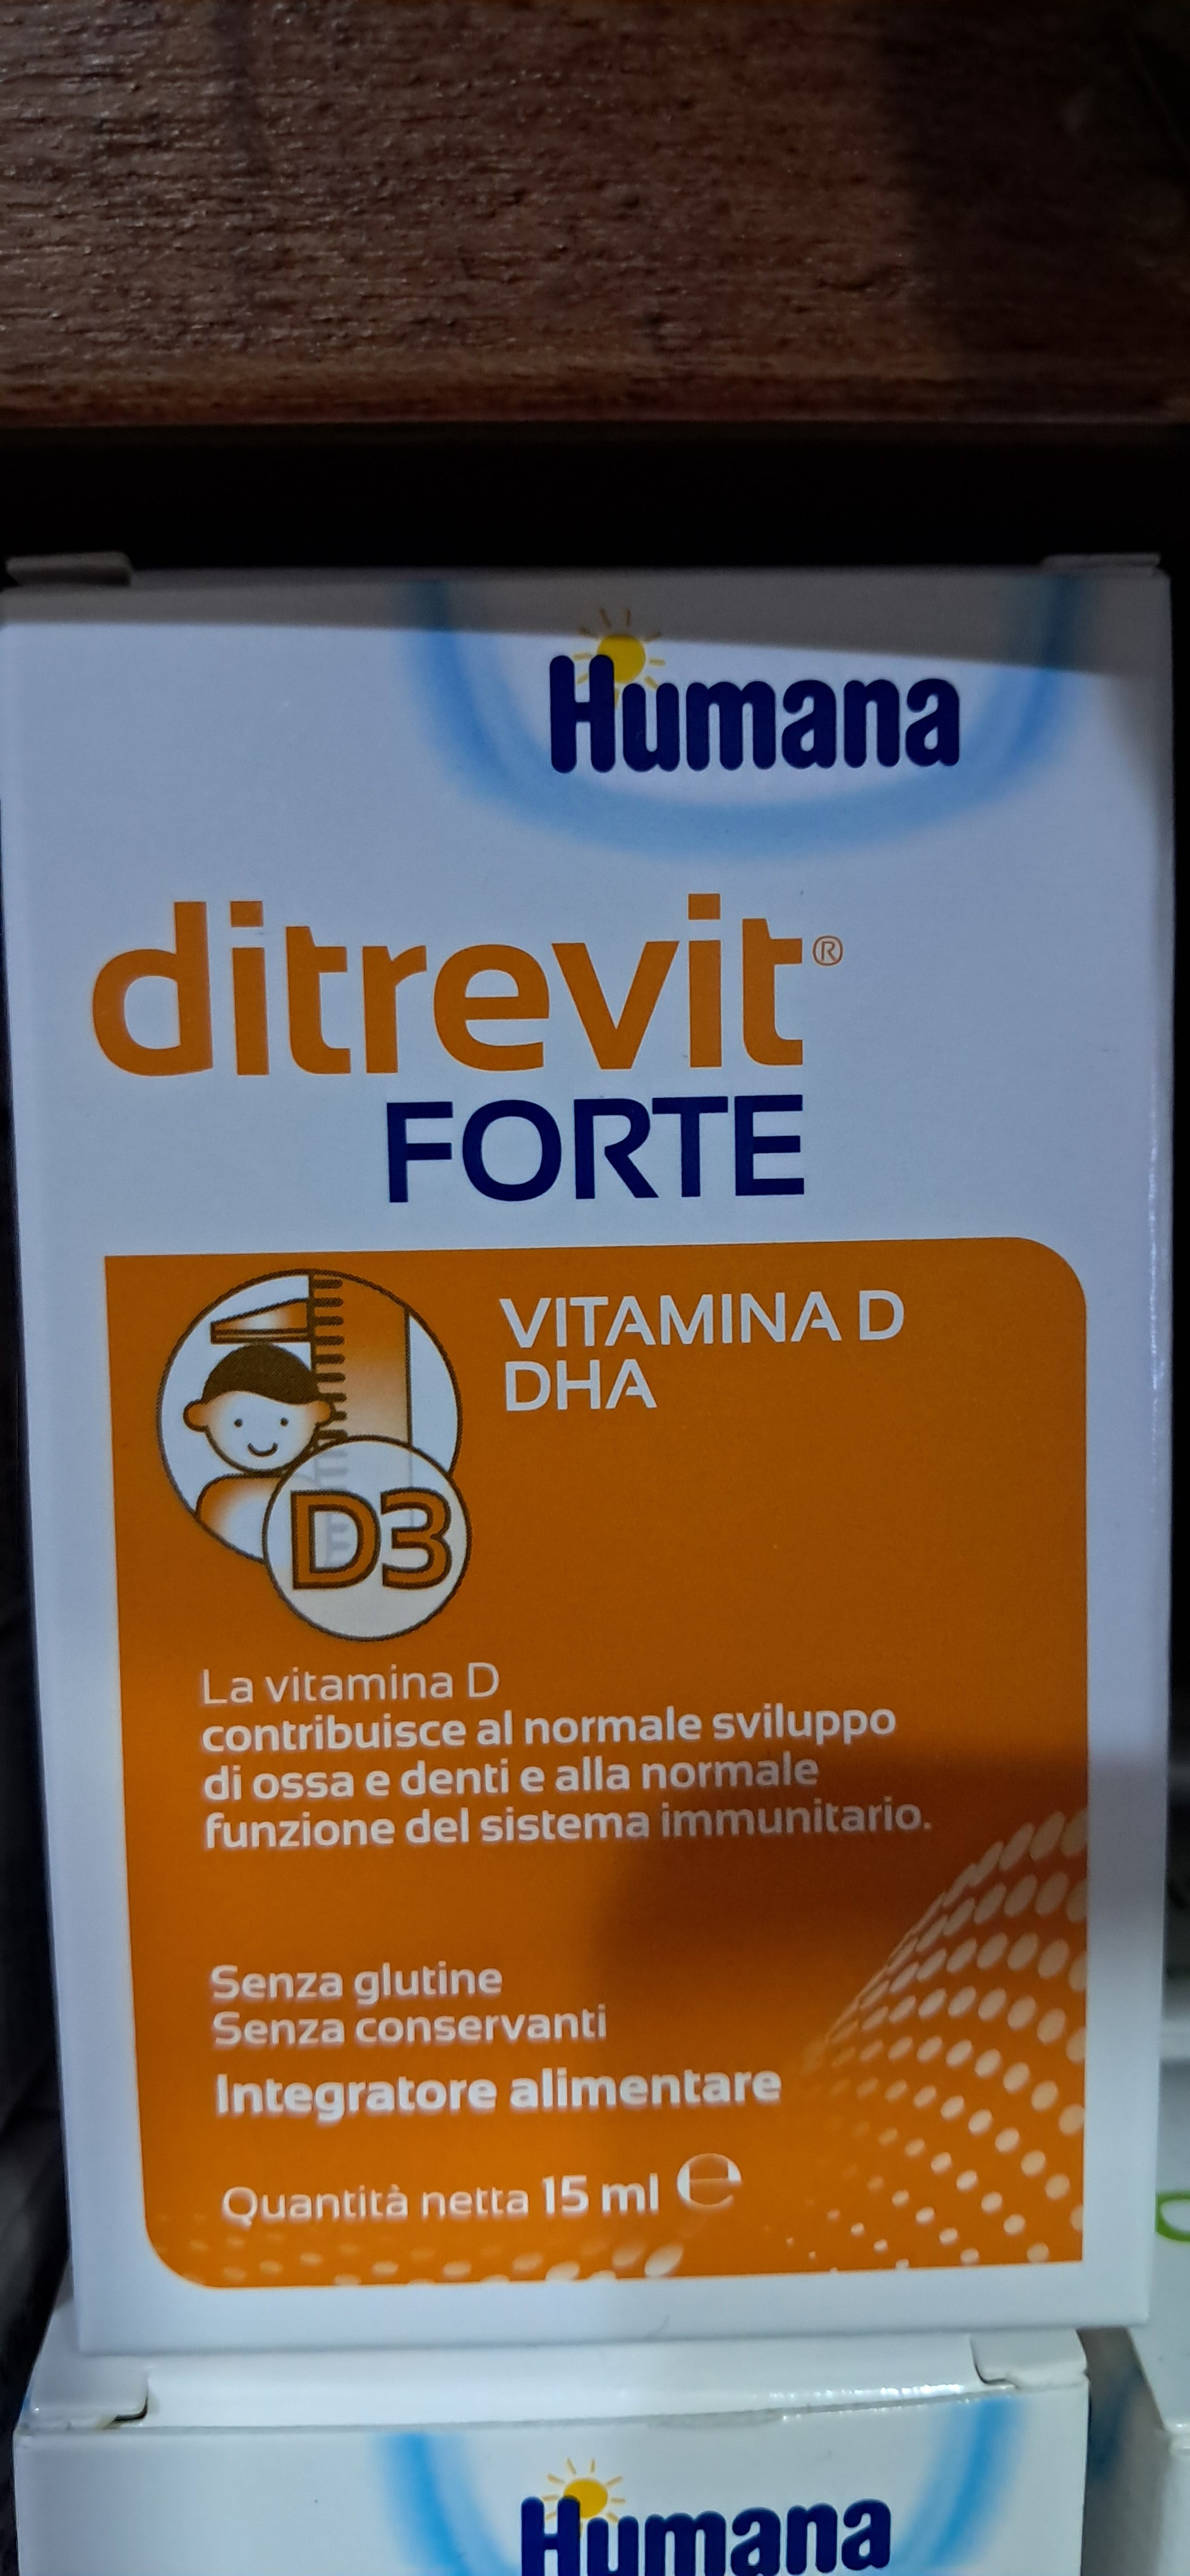 Humana
ditrevit®
FORTE
VITAMINA D
DHA
D3
La vitamina D
contribuisce al normale sviluppo
di ossa e denti e alla normale
funzione del sistema immunitario.
Senza glutine
Senza conservanti
Integratore alimentare
Quantità netta 15 ml ℮
Humana